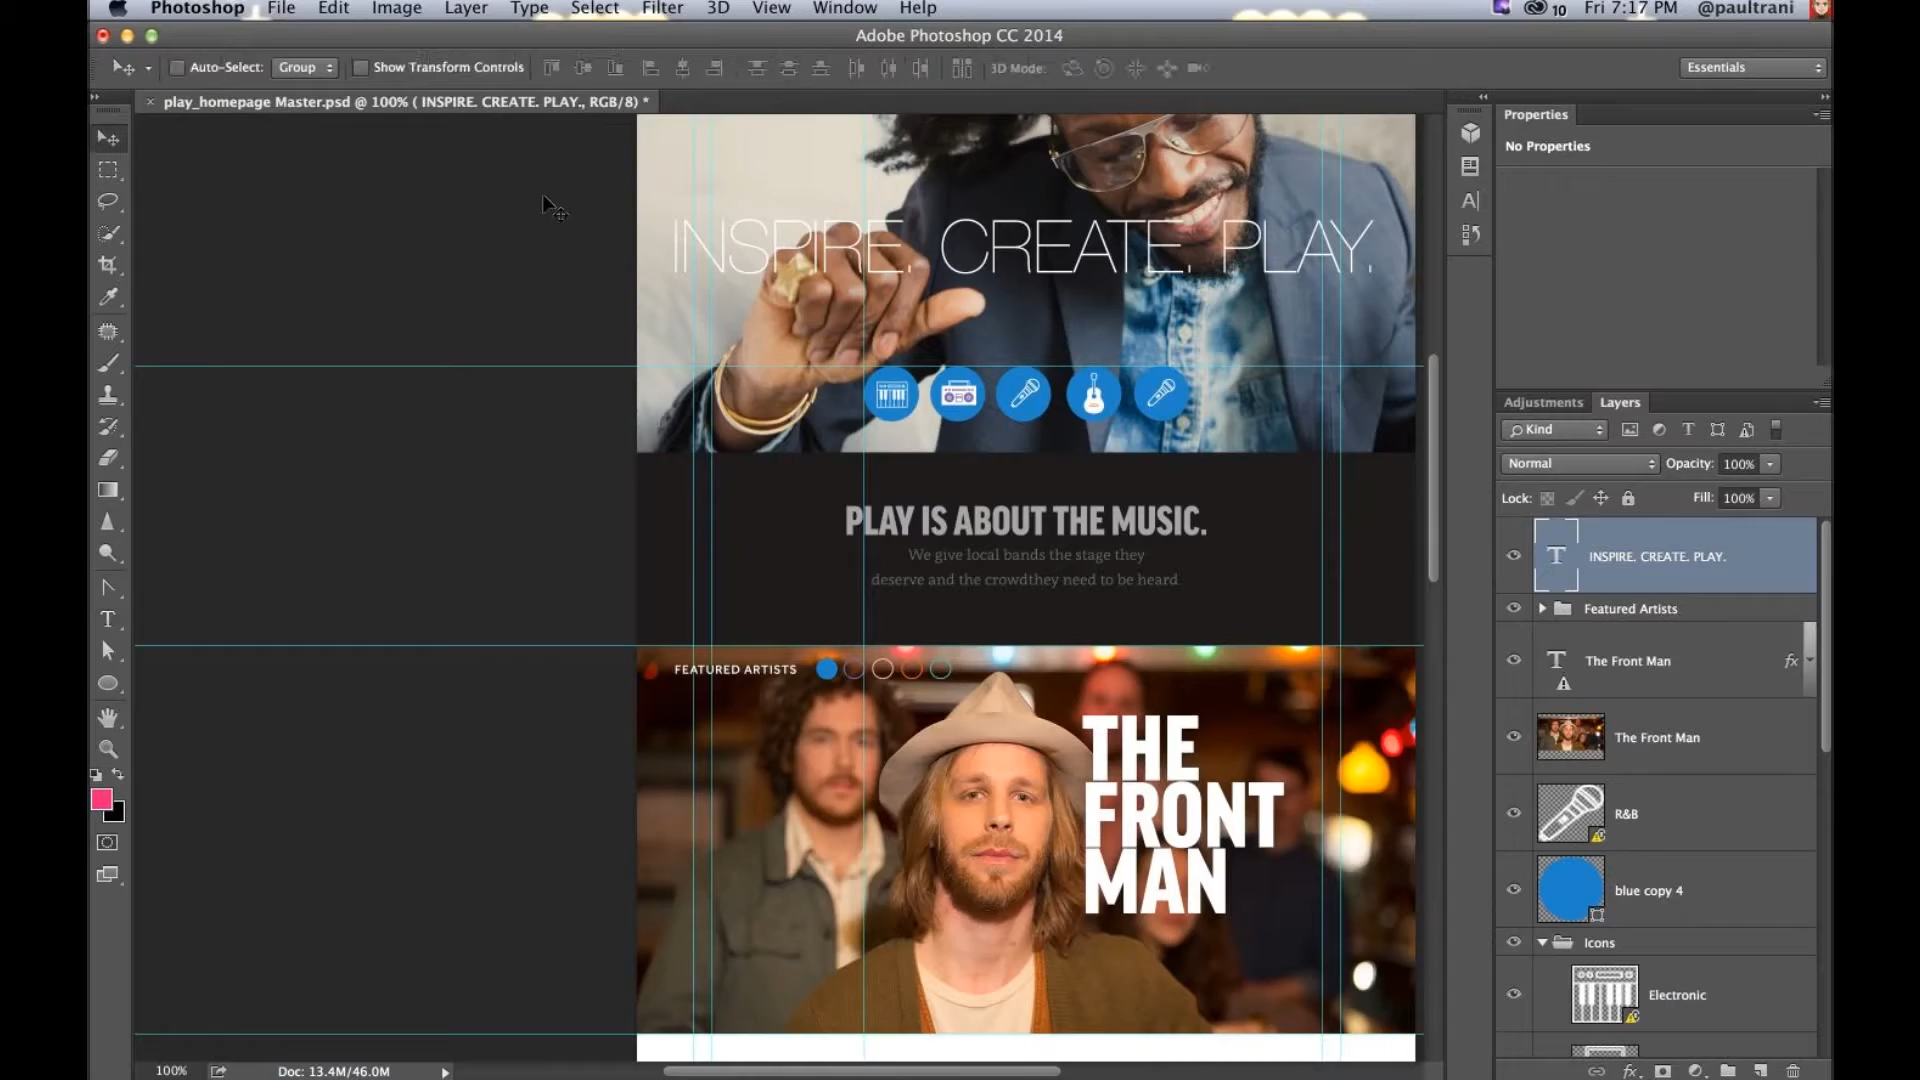 Photoshop File Edit Image Layer Type Select Filter 3D View Window Help 10 Fri 7:17 PM @paultrani
Adobe Photoshop CC 2014
Auto-Select: Group Show Transform Controls 3D Mode: Essentials
play_homepage Master.psd @ 100% ( INSPIRE. CREATE. PLAY., RGB/8) *
Properties
No Properties
INSPIRE. CREATE. PLAY.
PLAY IS ABOUT THE MUSIC.
We give local bands the stage they
deserve and the crowdthey need to be heard.
FEATURED ARTISTS
THE
FRONT
MAN
Adjustments Layers
Kind
Normal Opacity: 100%
Lock: Fill: 100%
T INSPIRE. CREATE. PLAY.
Featured Artists
T The Front Man fx
The Front Man
R&B
blue copy 4
Icons
Electronic
100% Doc: 13.4M/46.0M fx